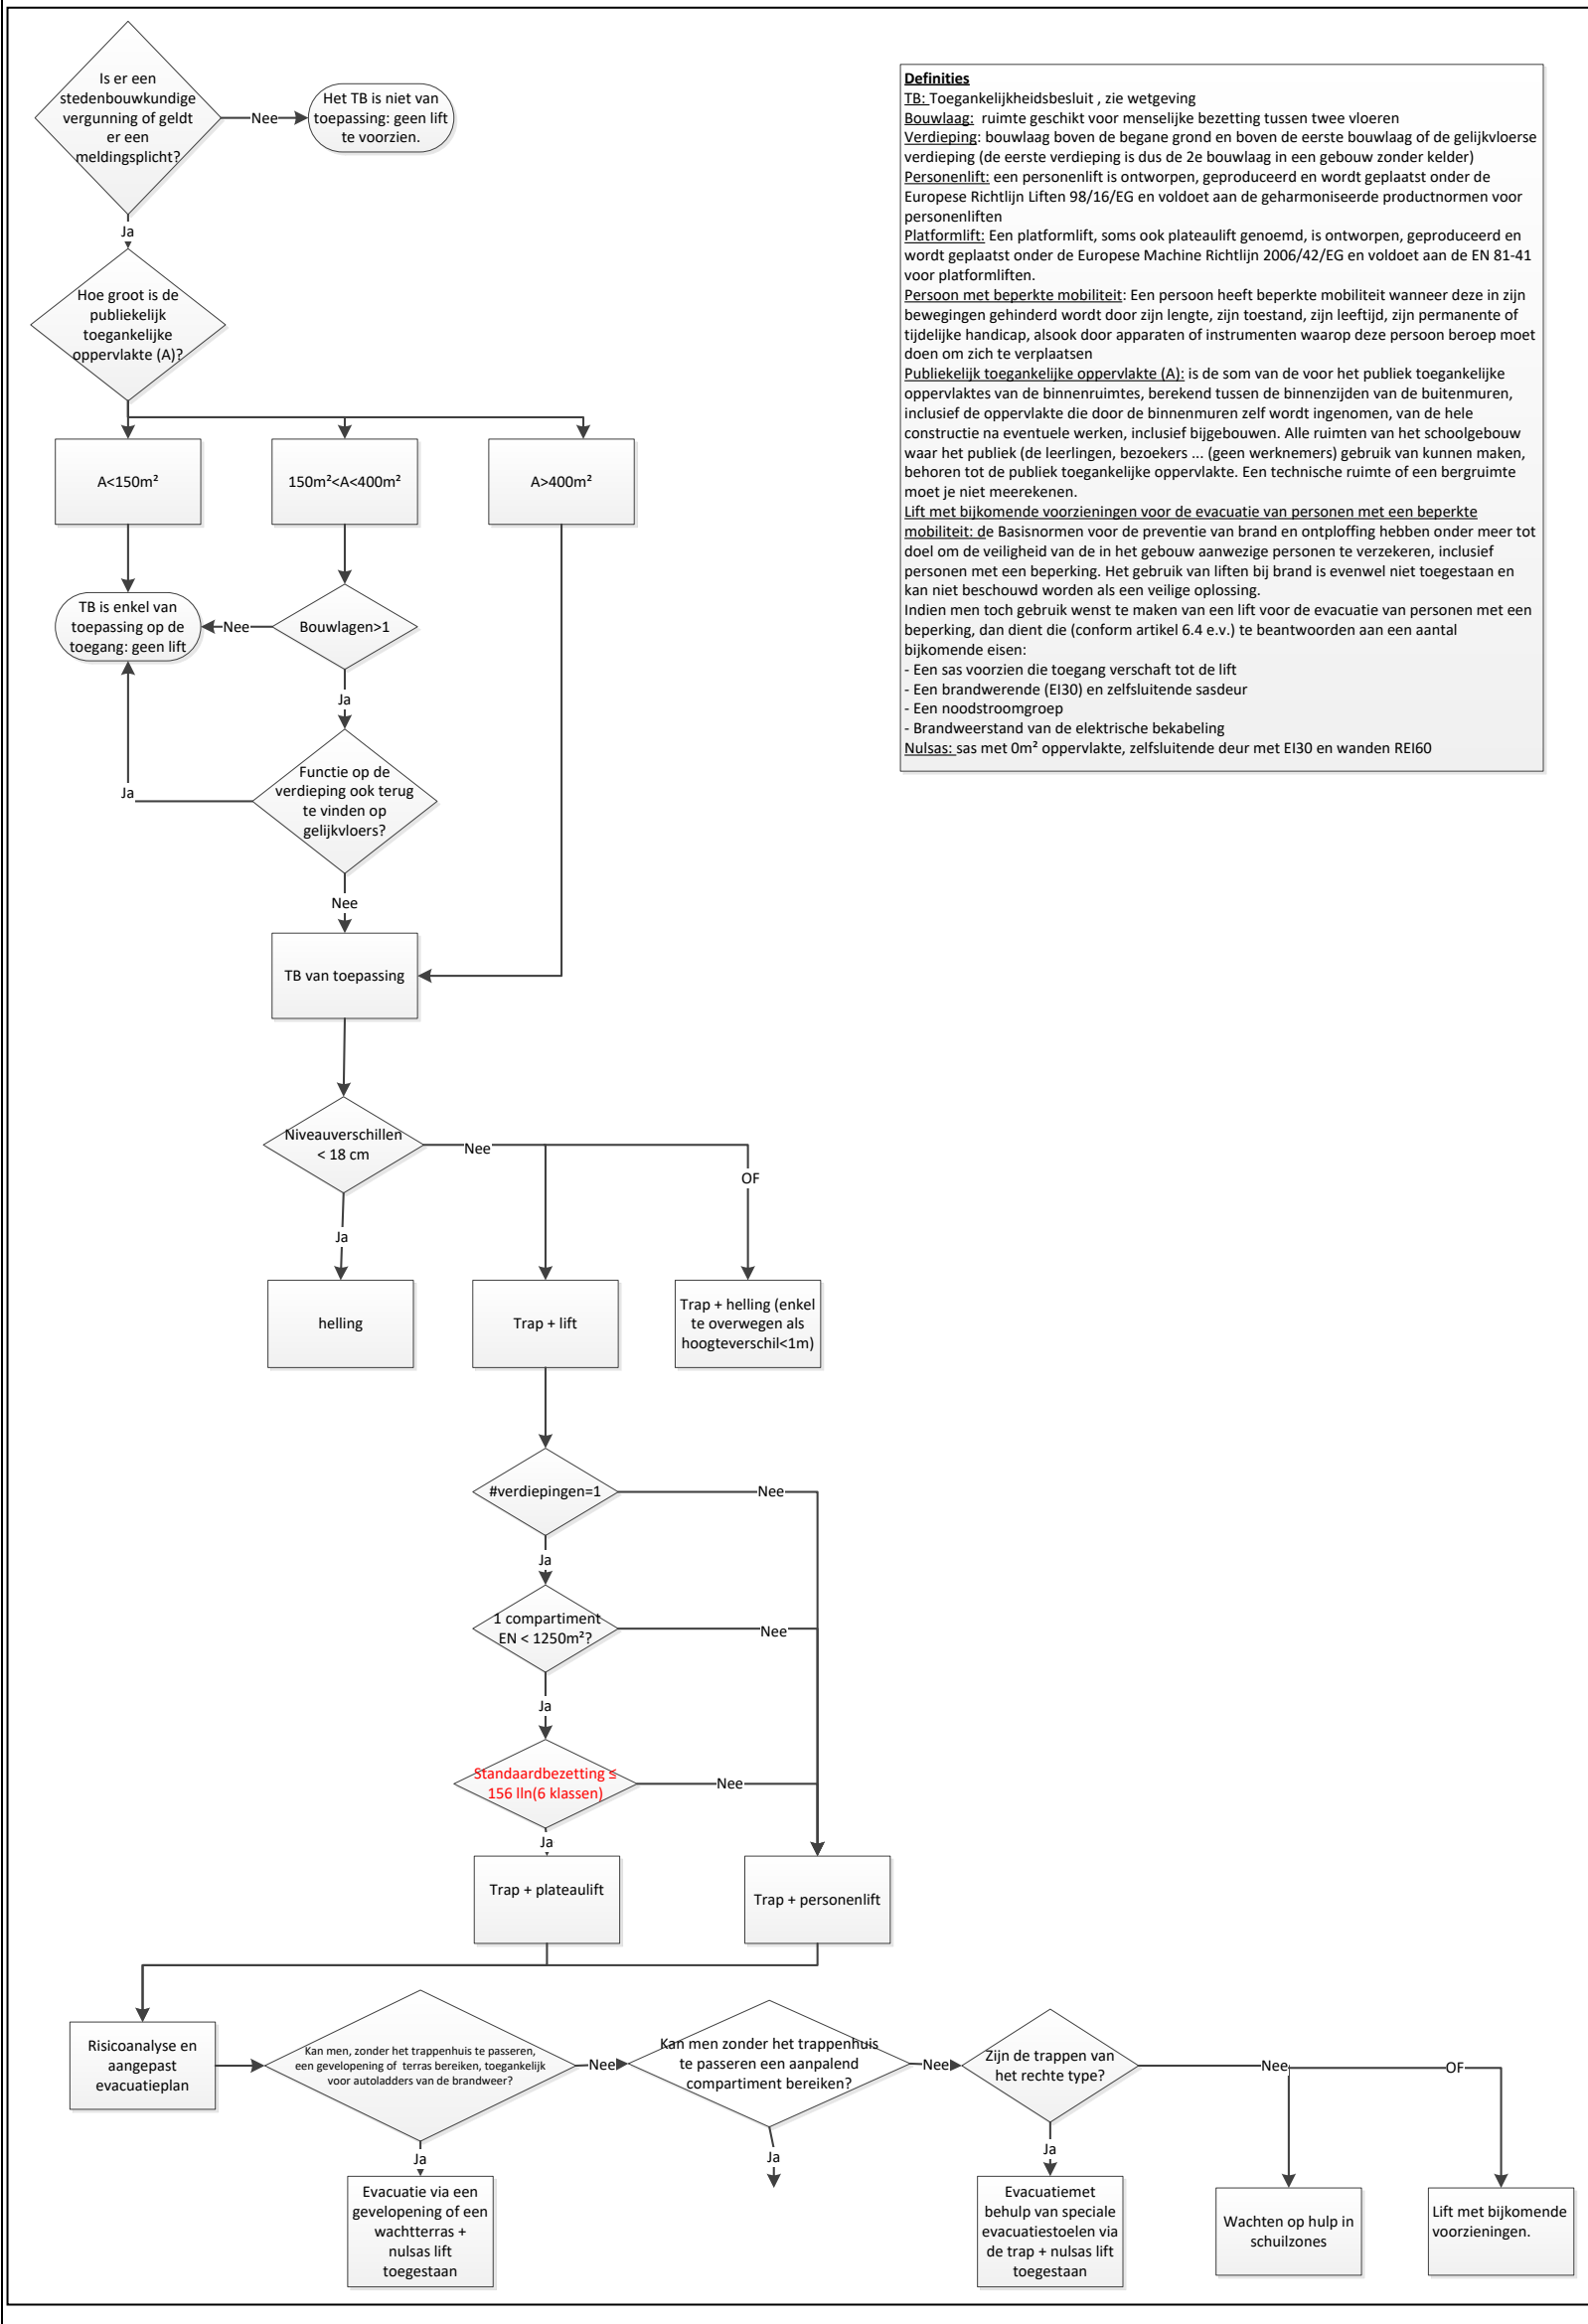 Is er een
stedenbouwkundige
vergunning of geldt
er een
meldingsplicht?
Nee
Het TB is niet van
toepassing: geen lift
te voorzien.
Ja
Hoe groot is de
publiekelijk
toegankelijke
oppervlakte (A)?
A<150m²
150m²<A<400m²
A>400m²
TB is enkel van
toepassing op de
toegang: geen lift
Nee
Bouwlagen>1
Ja
Functie op de
verdieping ook terug
te vinden op
gelijkvloers?
Ja
Nee
TB van toepassing
Niveauverschillen
< 18 cm
Nee
OF
Ja
helling
Trap + lift
Trap + helling (enkel
te overwegen als
hoogteverschil<1m)
#verdiepingen=1
Nee
Ja
1 compartiment
EN < 1250m²?
Nee
Ja
Standaardbezetting ≤
156 lln(6 klassen)
Nee
Ja
Trap + plateaulift
Trap + personenlift
Risicoanalyse en
aangepast
evacuatieplan
Kan men, zonder het trappenhuis te passeren,
een gevelopening of terras bereiken, toegankelijk
voor autoladders van de brandweer?
Nee
Kan men zonder het trappenhuis
te passeren een aanpalend
compartiment bereiken?
Nee
Zijn de trappen van
het rechte type?
Nee
OF
Ja
Ja
Ja
Evacuatie via een
gevelopening of een
wachtterras +
nulsas lift
toegestaan
Evacuatiemet
behulp van speciale
evacuatiestoelen via
de trap + nulsas lift
toegestaan
Wachten op hulp in
schuilzones
Lift met bijkomende
voorzieningen.
Definities
TB: Toegankelijkheidsbesluit , zie wetgeving
Bouwlaag: ruimte geschikt voor menselijke bezetting tussen twee vloeren
Verdieping: bouwlaag boven de begane grond en boven de eerste bouwlaag of de gelijkvloerse
verdieping (de eerste verdieping is dus de 2e bouwlaag in een gebouw zonder kelder)
Personenlift: een personenlift is ontworpen, geproduceerd en wordt geplaatst onder de
Europese Richtlijn Liften 98/16/EG en voldoet aan de geharmoniseerde productnormen voor
personenliften
Platformlift: Een platformlift, soms ook plateaulift genoemd, is ontworpen, geproduceerd en
wordt geplaatst onder de Europese Machine Richtlijn 2006/42/EG en voldoet aan de EN 81-41
voor platformliften.
Persoon met beperkte mobiliteit: Een persoon heeft beperkte mobiliteit wanneer deze in zijn
bewegingen gehinderd wordt door zijn lengte, zijn toestand, zijn leeftijd, zijn permanente of
tijdelijke handicap, alsook door apparaten of instrumenten waarop deze persoon beroep moet
doen om zich te verplaatsen
Publiekelijk toegankelijke oppervlakte (A): is de som van de voor het publiek toegankelijke
oppervlaktes van de binnenruimtes, berekend tussen de binnenzijden van de buitenmuren,
inclusief de oppervlakte die door de binnenmuren zelf wordt ingenomen, van de hele
constructie na eventuele werken, inclusief bijgebouwen. Alle ruimten van het schoolgebouw
waar het publiek (de leerlingen, bezoekers ... (geen werknemers) gebruik van kunnen maken,
behoren tot de publiek toegankelijke oppervlakte. Een technische ruimte of een bergruimte
moet je niet meerekenen.
Lift met bijkomende voorzieningen voor de evacuatie van personen met een beperkte
mobiliteit: de Basisnormen voor de preventie van brand en ontploffing hebben onder meer tot
doel om de veiligheid van de in het gebouw aanwezige personen te verzekeren, inclusief
personen met een beperking. Het gebruik van liften bij brand is evenwel niet toegestaan en
kan niet beschouwd worden als een veilige oplossing.
Indien men toch gebruik wenst te maken van een lift voor de evacuatie van personen met een
beperking, dan dient die (conform artikel 6.4 e.v.) te beantwoorden aan een aantal
bijkomende eisen:
- Een sas voorzien die toegang verschaft tot de lift
- Een brandwerende (EI30) en zelfsluitende sasdeur
- Een noodstroomgroep
- Brandweerstand van de elektrische bekabeling
Nulsas: sas met 0m² oppervlakte, zelfsluitende deur met EI30 en wanden REI60